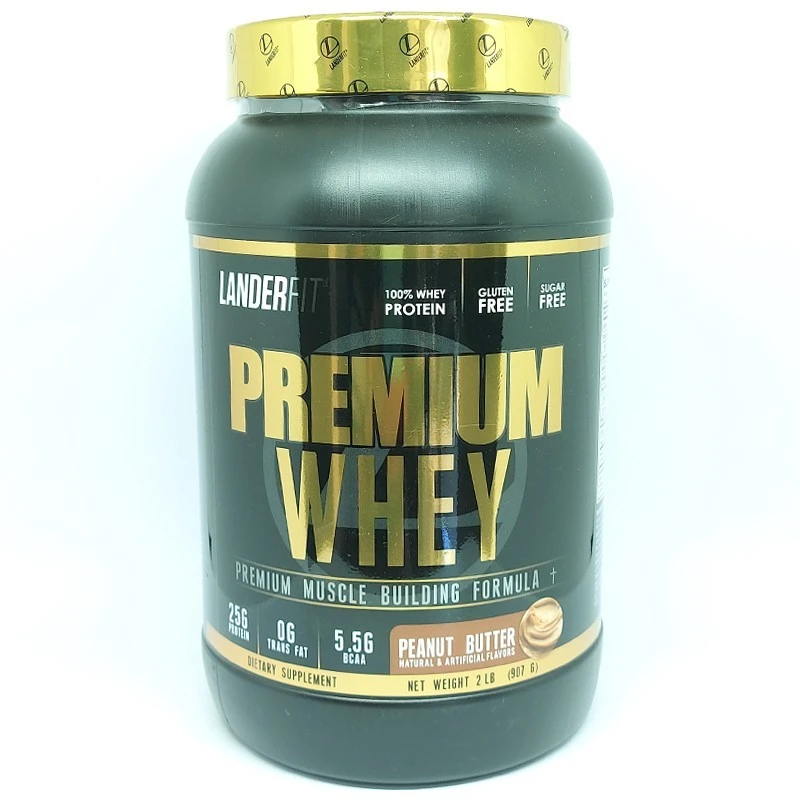 LANDERFIT
100% WHEY
PROTEIN
GLUTEN
FREE
SUGAR
FREE
PREMIUM
WHEY
PREMIUM MUSCLE BUILDING FORMULA †
25G
PROTEIN
0G
TRANS FAT
5.5G
BCAA
PEANUT BUTTER
NATURAL & ARTIFICIAL FLAVORS
DIETARY SUPPLEMENT
NET WEIGHT 2 LB (907 G)